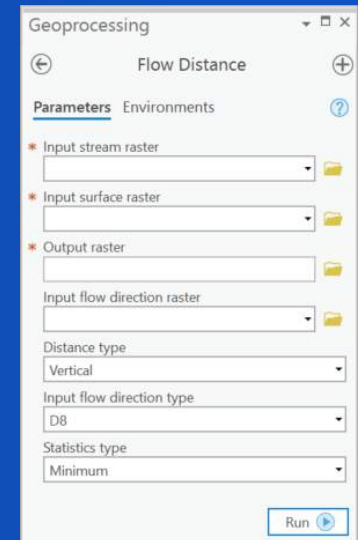 Geoprocessing
Flow Distance
Parameters Environments
* Input stream raster
* Input surface raster
* Output raster
Input flow direction raster
Distance type
Vertical
Input flow direction type
D8
Statistics type
Minimum
Run